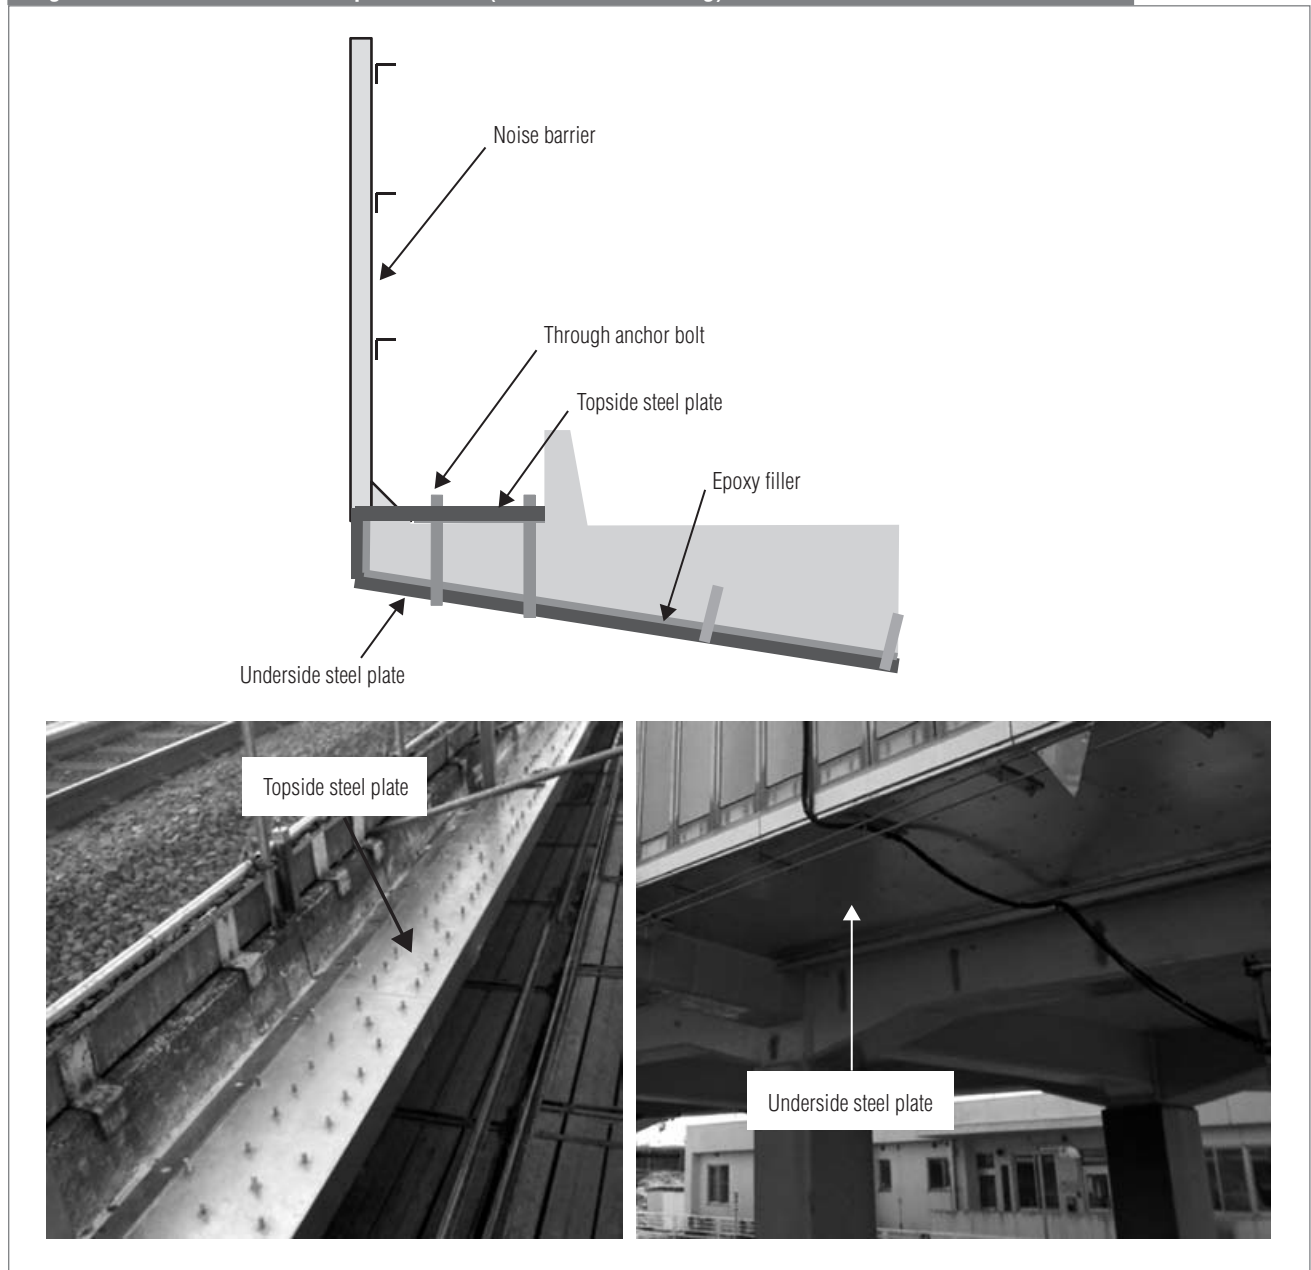 Noise barrier
Through anchor bolt
Topside steel plate
Epoxy filler
Underside steel plate
Topside steel plate
Underside steel plate